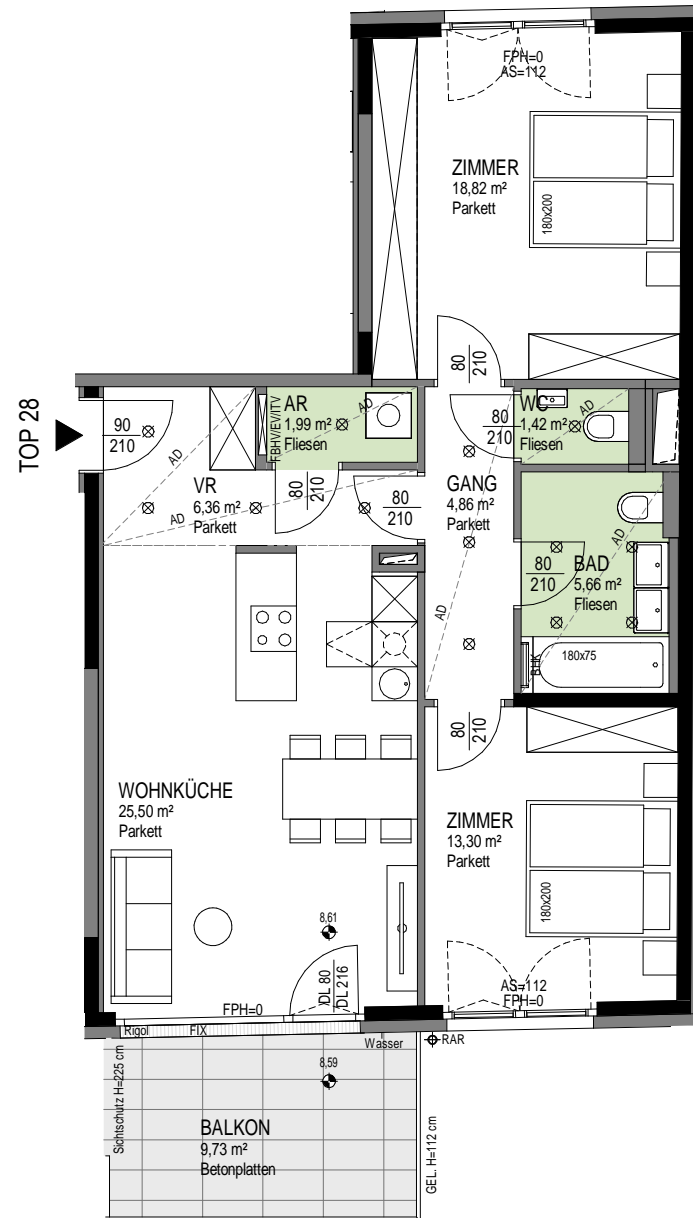 FPH=0
AS=112
ZIMMER
18,82 m²
Parkett
180x200
80
210
TOP 28
90
210
AD
VR
6,36 m²
Parkett
AD
FBHV/EV/ITV
AR
1,99 m²
Fliesen
AD
80
210
80
210
GANG
4,86 m²
Parkett
AD
80
210
WC
1,42 m²
Fliesen
AD
80
210
BAD
5,66 m²
Fliesen
AD
BHK
180x75
80
210
WOHNKÜCHE
25,50 m²
Parkett
8,61
DL 80
DL 216
FPH=0
ZIMMER
13,30 m²
Parkett
180x200
AS=112
FPH=0
Rigol
FIX
Wasser
RAR
Sichtschutz H=225 cm
8,59
BALKON
9,73 m²
Betonplatten
GEL. H=112 cm